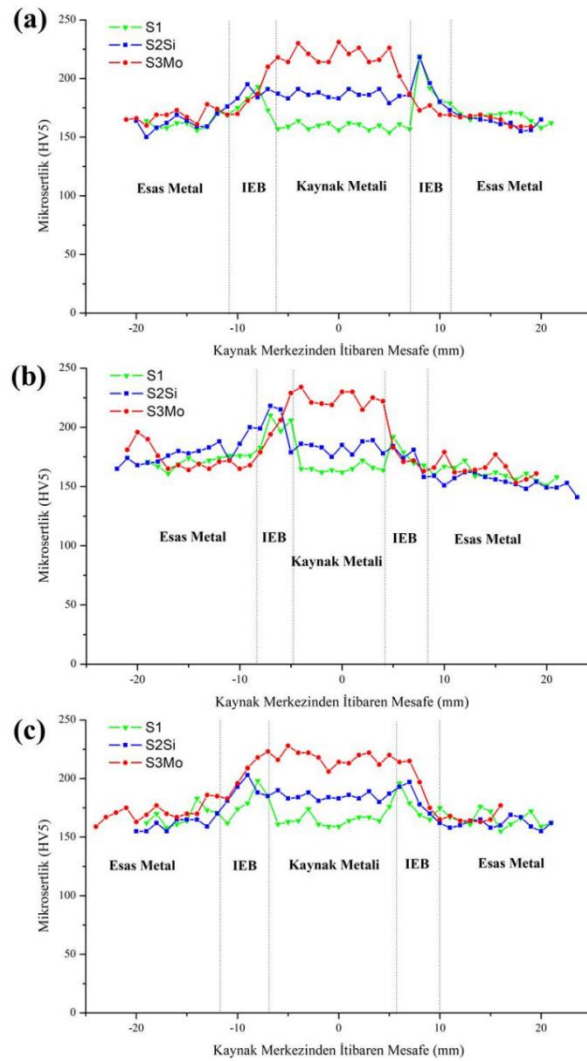 (a)
250
200
150
100
50
0
Mikrosertlik (HV5)
S1
S2Si
S3Mo
Esas Metal
IEB
Kaynak Metali
IEB
Esas Metal
-20
-10
0
10
20
Kaynak Merkezinden İtibaren Mesafe (mm)
(b)
250
200
150
100
50
0
Mikrosertlik (HV5)
S1
S2Si
S3Mo
Esas Metal
IEB
Kaynak Metali
IEB
Esas Metal
-20
-10
0
10
20
Kaynak Merkezinden İtibaren Mesafe (mm)
(c)
250
200
150
100
50
0
Mikrosertlik (HV5)
S1
S2Si
S3Mo
Esas Metal
IEB
Kaynak Metali
IEB
Esas Metal
-20
-10
0
10
20
Kaynak Merkezinden İtibaren Mesafe (mm)